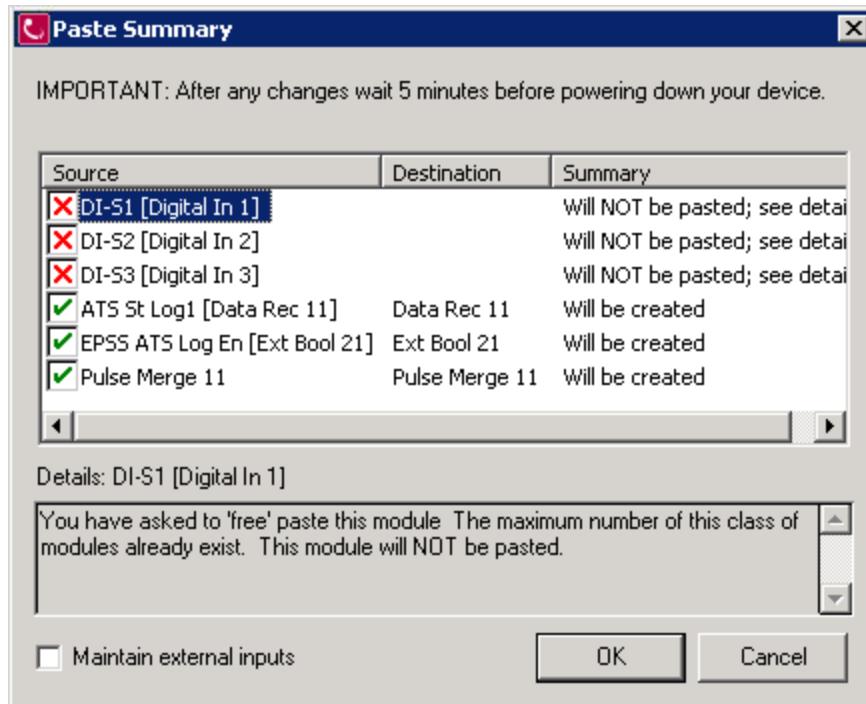 Paste Summary
IMPORTANT: After any changes wait 5 minutes before powering down your device.
Source Destination Summary
DI-S1 [Digital In 1] Will NOT be pasted; see detai
DI-S2 [Digital In 2] Will NOT be pasted; see detai
DI-S3 [Digital In 3] Will NOT be pasted; see detai
ATS St Log1 [Data Rec 11] Data Rec 11 Will be created
EPSS ATS Log En [Ext Bool 21] Ext Bool 21 Will be created
Pulse Merge 11 Pulse Merge 11 Will be created
Details: DI-S1 [Digital In 1]
You have asked to 'free' paste this module  The maximum number of this class of
modules already exist.  This module will NOT be pasted.
Maintain external inputs OK Cancel